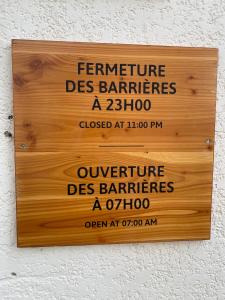 FERMETURE
DES BARRIÈRES
À 23H00
CLOSED AT 11:00 PM
OUVERTURE
DES BARRIÈRES
À 07H00
OPEN AT 07:00 AM